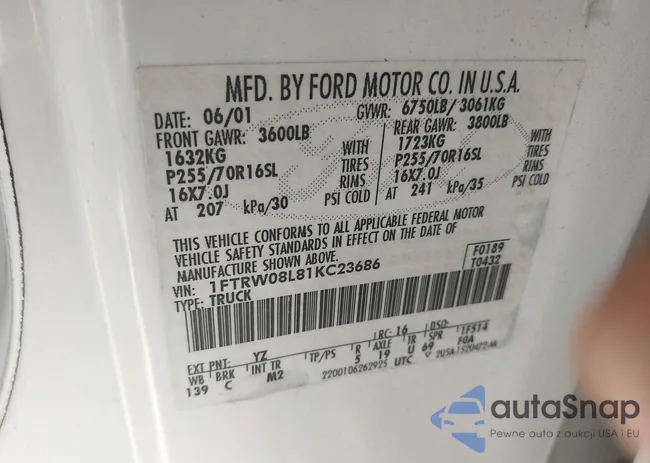 MFD. BY FORD MOTOR CO. IN U.S.A.
DATE: 06/01 GVWR: 6750LB/ 3061KG
FRONT GAWR: 3600LB REAR GAWR: 3800LB
1632KG WITH 1723KG WITH
P255/70R16SL TIRES P255/70R16SL TIRES
16X7.0J RIMS 16X7.0J RIMS
AT 207 kPa/30 PSI COLD AT 241 kPa/35 PSI COLD
THIS VEHICLE CONFORMS TO ALL APPLICABLE FEDERAL MOTOR
VEHICLE SAFETY STANDARDS IN EFFECT ON THE DATE OF
MANUFACTURE SHOWN ABOVE.
VIN: 1FTRW08L81KC23686 F0189
TYPE: TRUCK T0432
EXT PNT: YZ RC: 16 DSO:
WB BRK INT TR TP/PS R AXLE TR SPR 1F514
139 C M2 5 19 U 69 F0A
2200106262925 UTC
autaSnap
Pewne auta z aukcji USA i EU